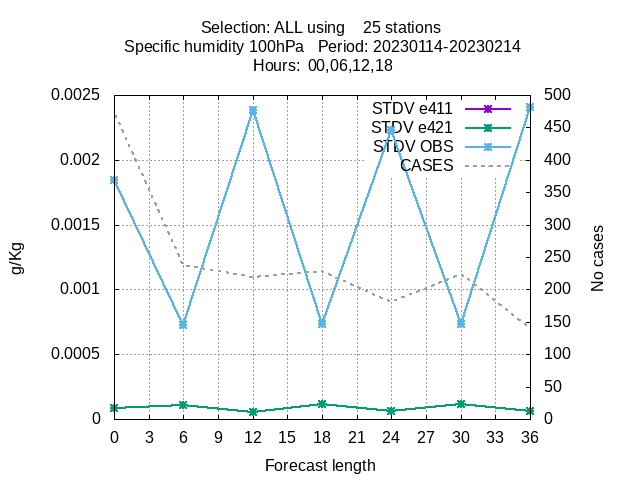 Selection: ALL using    25 stations
Specific humidity 100hPa   Period: 20230114-20230214
Hours:  00,06,12,18
0.0025
0.002
0.0015
0.001
0.0005
0
g/Kg
STDV e411
STDV e421
STDV OBS
CASES
500
450
400
350
300
250
200
150
100
50
0
No cases
0 3 6 9 12 15 18 21 24 27 30 33 36
Forecast length